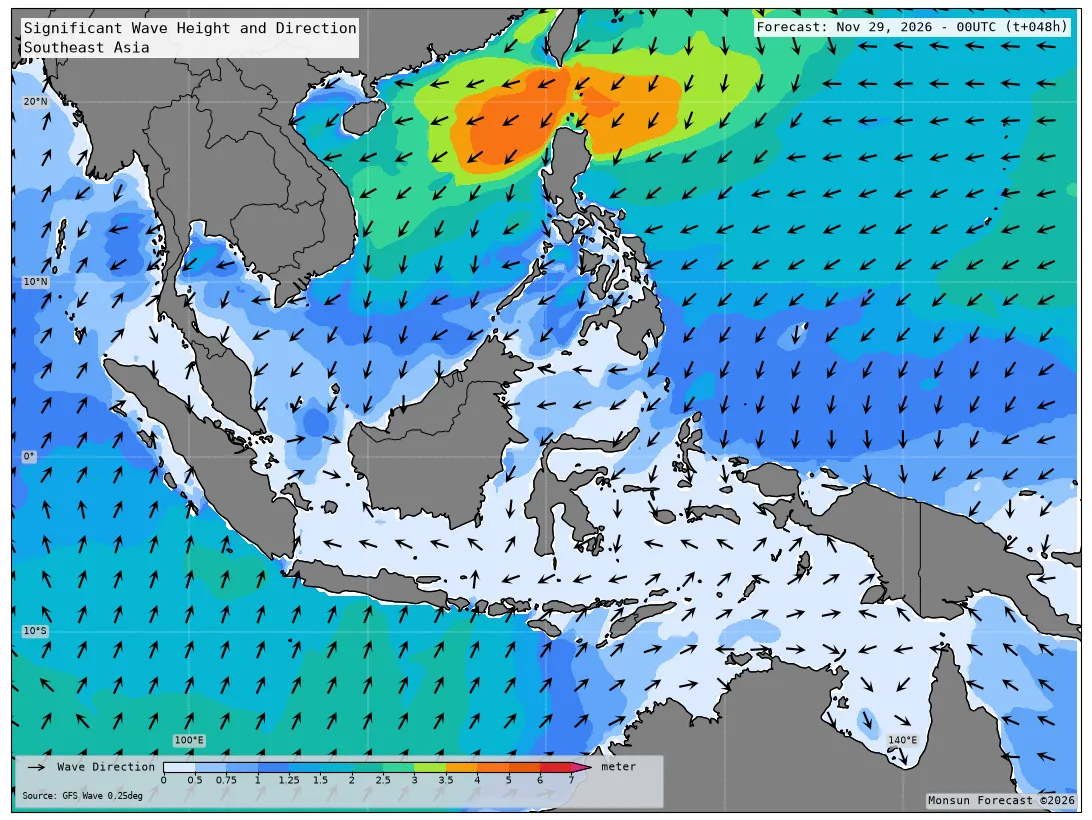 Significant Wave Height and Direction
Southeast Asia
Forecast: Nov 29, 2026 - 00UTC (t+048h)
20°N
10°N
0°
10°S
100°E
140°E
Wave Direction
meter
0 0.5 0.75 1 1.25 1.5 2 2.5 3 3.5 4 5 6 7
Source: GFS Wave 0.25deg
Monsun Forecast ©2026